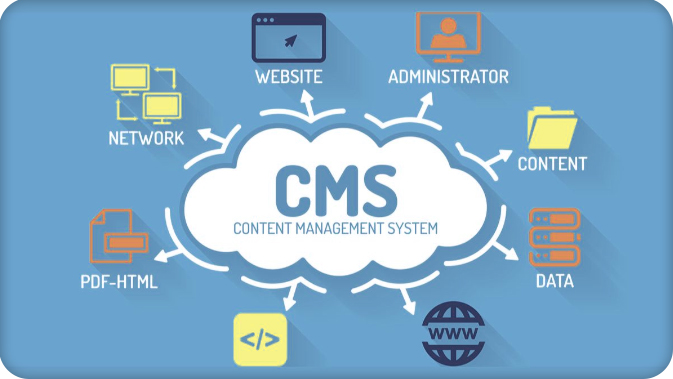 WEBSITE
ADMINISTRATOR
NETWORK
CONTENT
CMS
CONTENT MANAGEMENT SYSTEM
PDF-HTML
DATA
</>
WWW